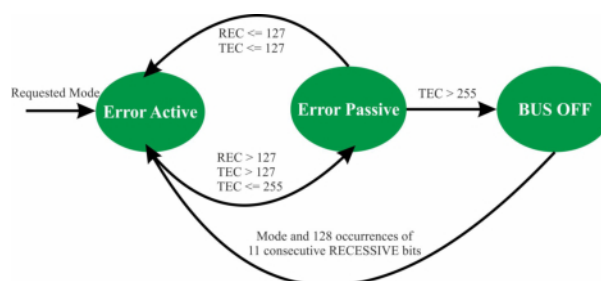 REC <= 127
TEC <= 127
Requested Mode
Error Active
Error Passive
TEC > 255
BUS OFF
REC > 127
TEC > 127
TEC <= 255
Mode and 128 occurrences of
11 consecutive RECESSIVE bits